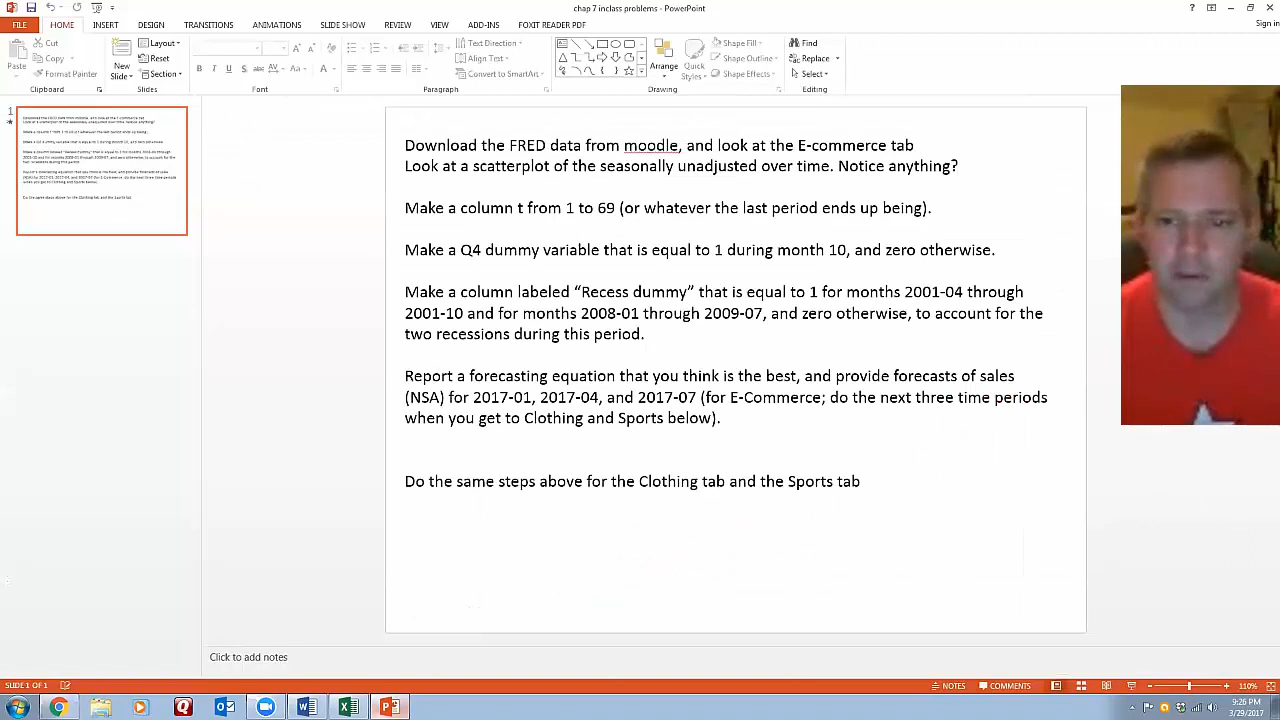 chap 7 inclass problems - PowerPoint
FILE HOME INSERT DESIGN TRANSITIONS ANIMATIONS SLIDE SHOW REVIEW VIEW ADD-INS FOXIT READER PDF Sign in
Cut Layout Text Direction Shape Fill Find
Copy Reset Align Text Shape Outline Replace
Paste Format Painter New Slide Section Convert to SmartArt Arrange Quick Styles Shape Effects Select
Clipboard Slides Font Paragraph Drawing Editing
1
Download the FRED data from moodle, and look at the E-commerce tab
Look at a scatterplot of the seasonally unadjusted over time. Notice anything?
Make a column t from 1 to 69 (or whatever the last period ends up being).
Make a Q4 dummy variable that is equal to 1 during month 10, and zero otherwise.
Make a column labeled “Recess dummy” that is equal to 1 for months 2001-04 through
2001-10 and for months 2008-01 through 2009-07, and zero otherwise, to account for the
two recessions during this period.
Report a forecasting equation that you think is the best, and provide forecasts of sales
(NSA) for 2017-01, 2017-04, and 2017-07 (for E-Commerce; do the next three time periods
when you get to Clothing and Sports below).
Do the same steps above for the Clothing tab and the Sports tab
Click to add notes
SLIDE 1 OF 1 NOTES COMMENTS 110%
9:26 PM
3/29/2017